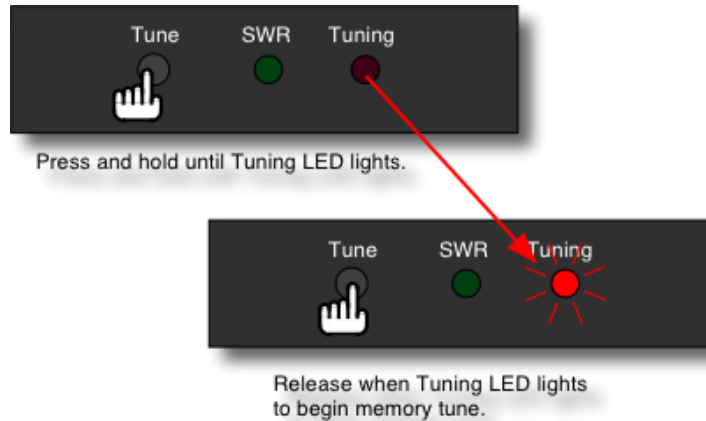 Tune SWR Tuning
Press and hold until Tuning LED lights.
Tune SWR Tuning
Release when Tuning LED lights
to begin memory tune.